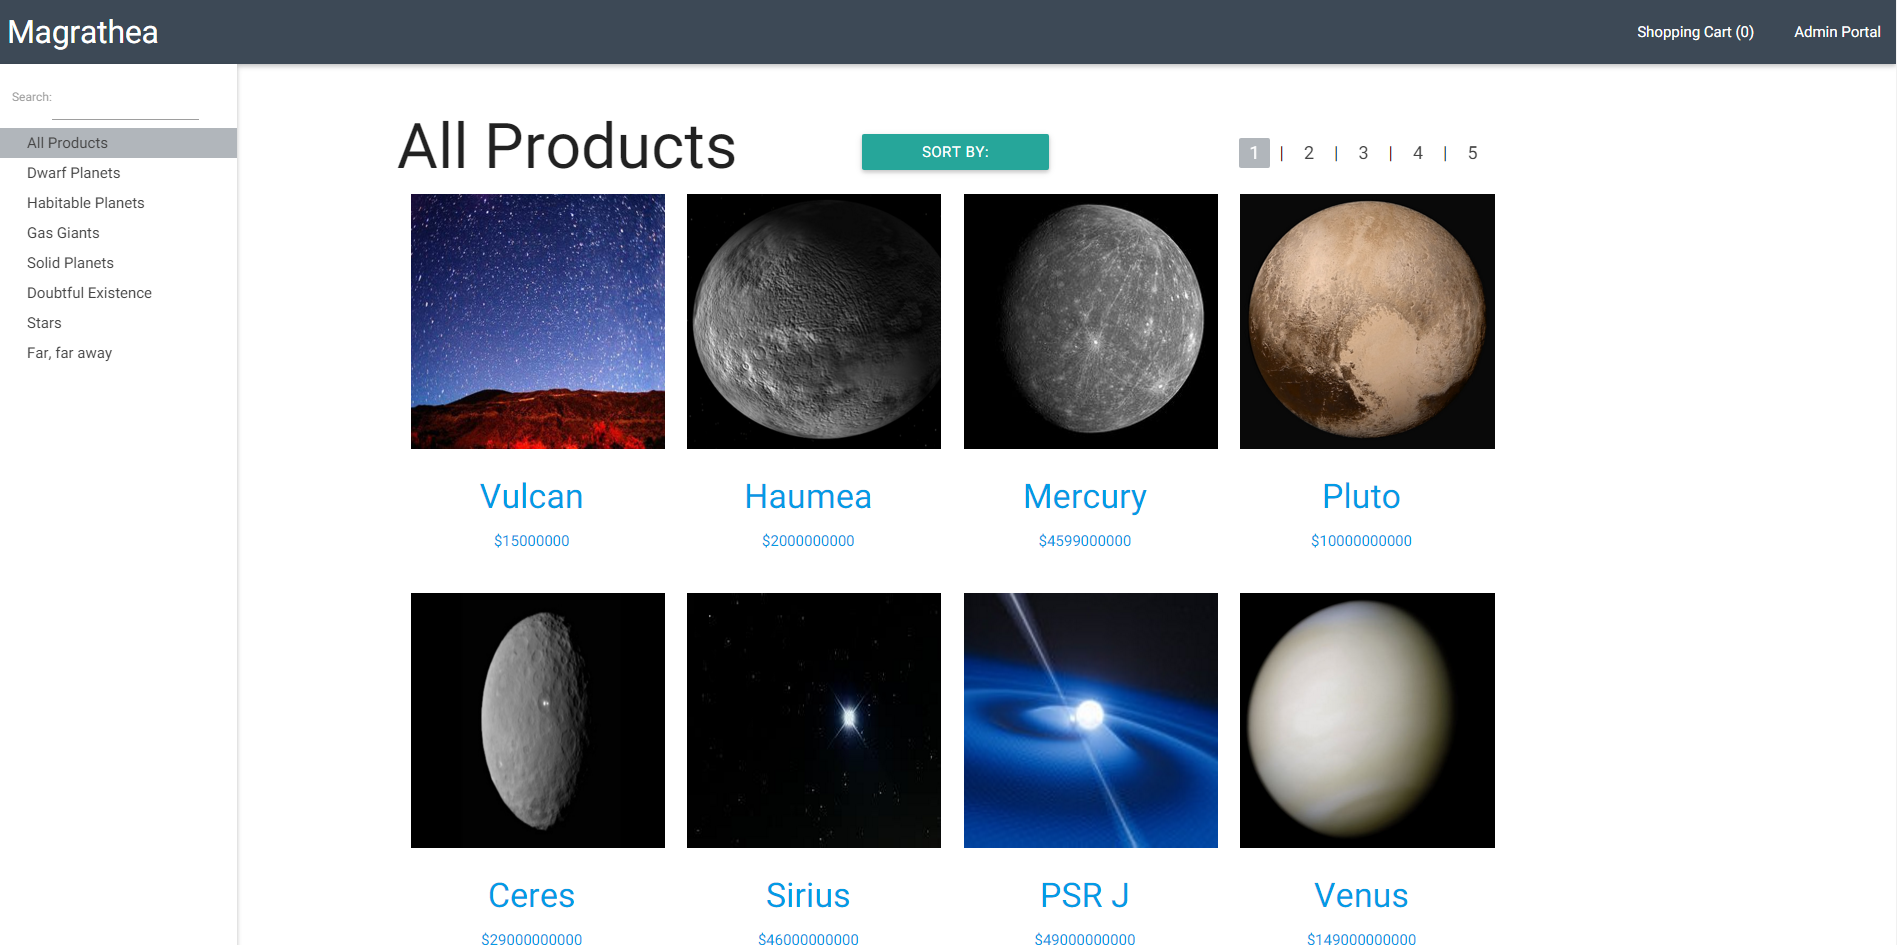 Magrathea
Shopping Cart (0) Admin Portal
Search:
All Products
Dwarf Planets
Habitable Planets
Gas Giants
Solid Planets
Doubtful Existence
Stars
Far, far away
All Products
SORT BY:
1 | 2 | 3 | 4 | 5
Vulcan Haumea Mercury Pluto
$15000000 $2000000000 $4599000000 $10000000000
Ceres Sirius PSR J Venus
$29000000000 $46000000000 $49000000000 $149000000000